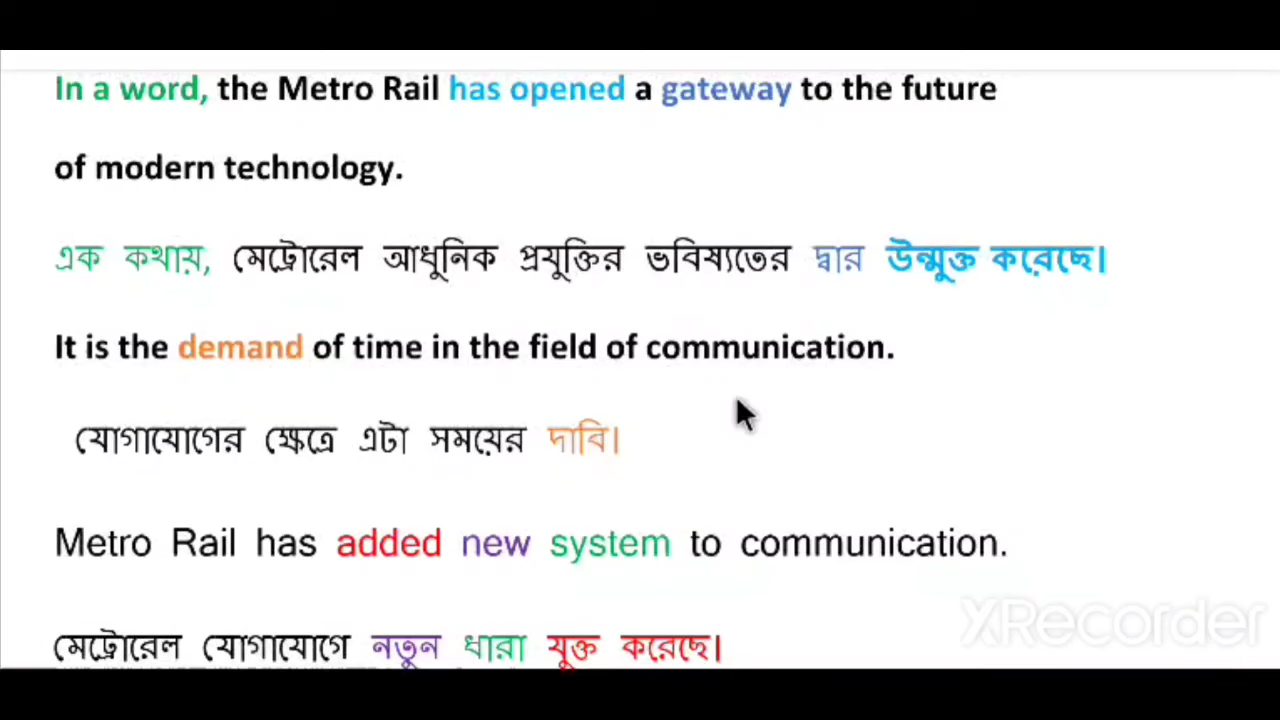 In a word, the Metro Rail has opened a gateway to the future
of modern technology.
এক কথায়, মেট্রোরেল আধুনিক প্রযুক্তির ভবিষ্যতের দ্বার উন্মুক্ত করেছে।
It is the demand of time in the field of communication.
যোগাযোগের ক্ষেত্রে এটা সময়ের দাবি।
Metro Rail has added new system to communication.
XRecorder
মেট্রোরেল যোগাযোগে নতুন ধারা যুক্ত করেছে।